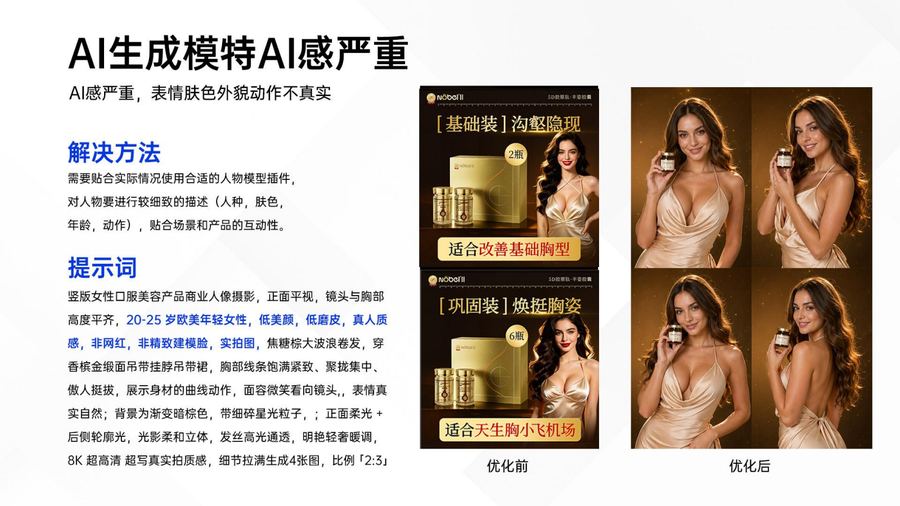 AI生成模特AI感严重
AI感严重，表情肤色外貌动作不真实
解决方法
需要贴合实际情况使用合适的人物模型插件，
对人物要进行较细致的描述（人种，肤色，
年龄，动作），贴合场景和产品的互动性。
提示词
竖版女性口服美容产品商业人像摄影，正面平视，镜头与胸部
高度平齐，20-25 岁欧美年轻女性，低美颜，低磨皮，真人质
感，非网红，非精致建模脸，实拍图，焦糖棕大波浪卷发，穿
香槟金缎面吊带挂脖吊带裙，胸部线条饱满紧致、聚拢集中、
傲人挺拔，展示身材的曲线动作，面容微笑看向镜头,，表情真
实自然；背景为渐变暗棕色，带细碎星光粒子，；正面柔光 +
后侧轮廓光，光影柔和立体，发丝高光通透，明艳轻奢暖调，
8K 超高清 超写真实拍质感，细节拉满生成4张图，比例「2:3」
[ 基础装 ] 沟壑隐现
2瓶
适合改善基础胸型
[ 巩固装 ] 焕挺胸姿
6瓶
适合天生胸小飞机场
优化前
优化后